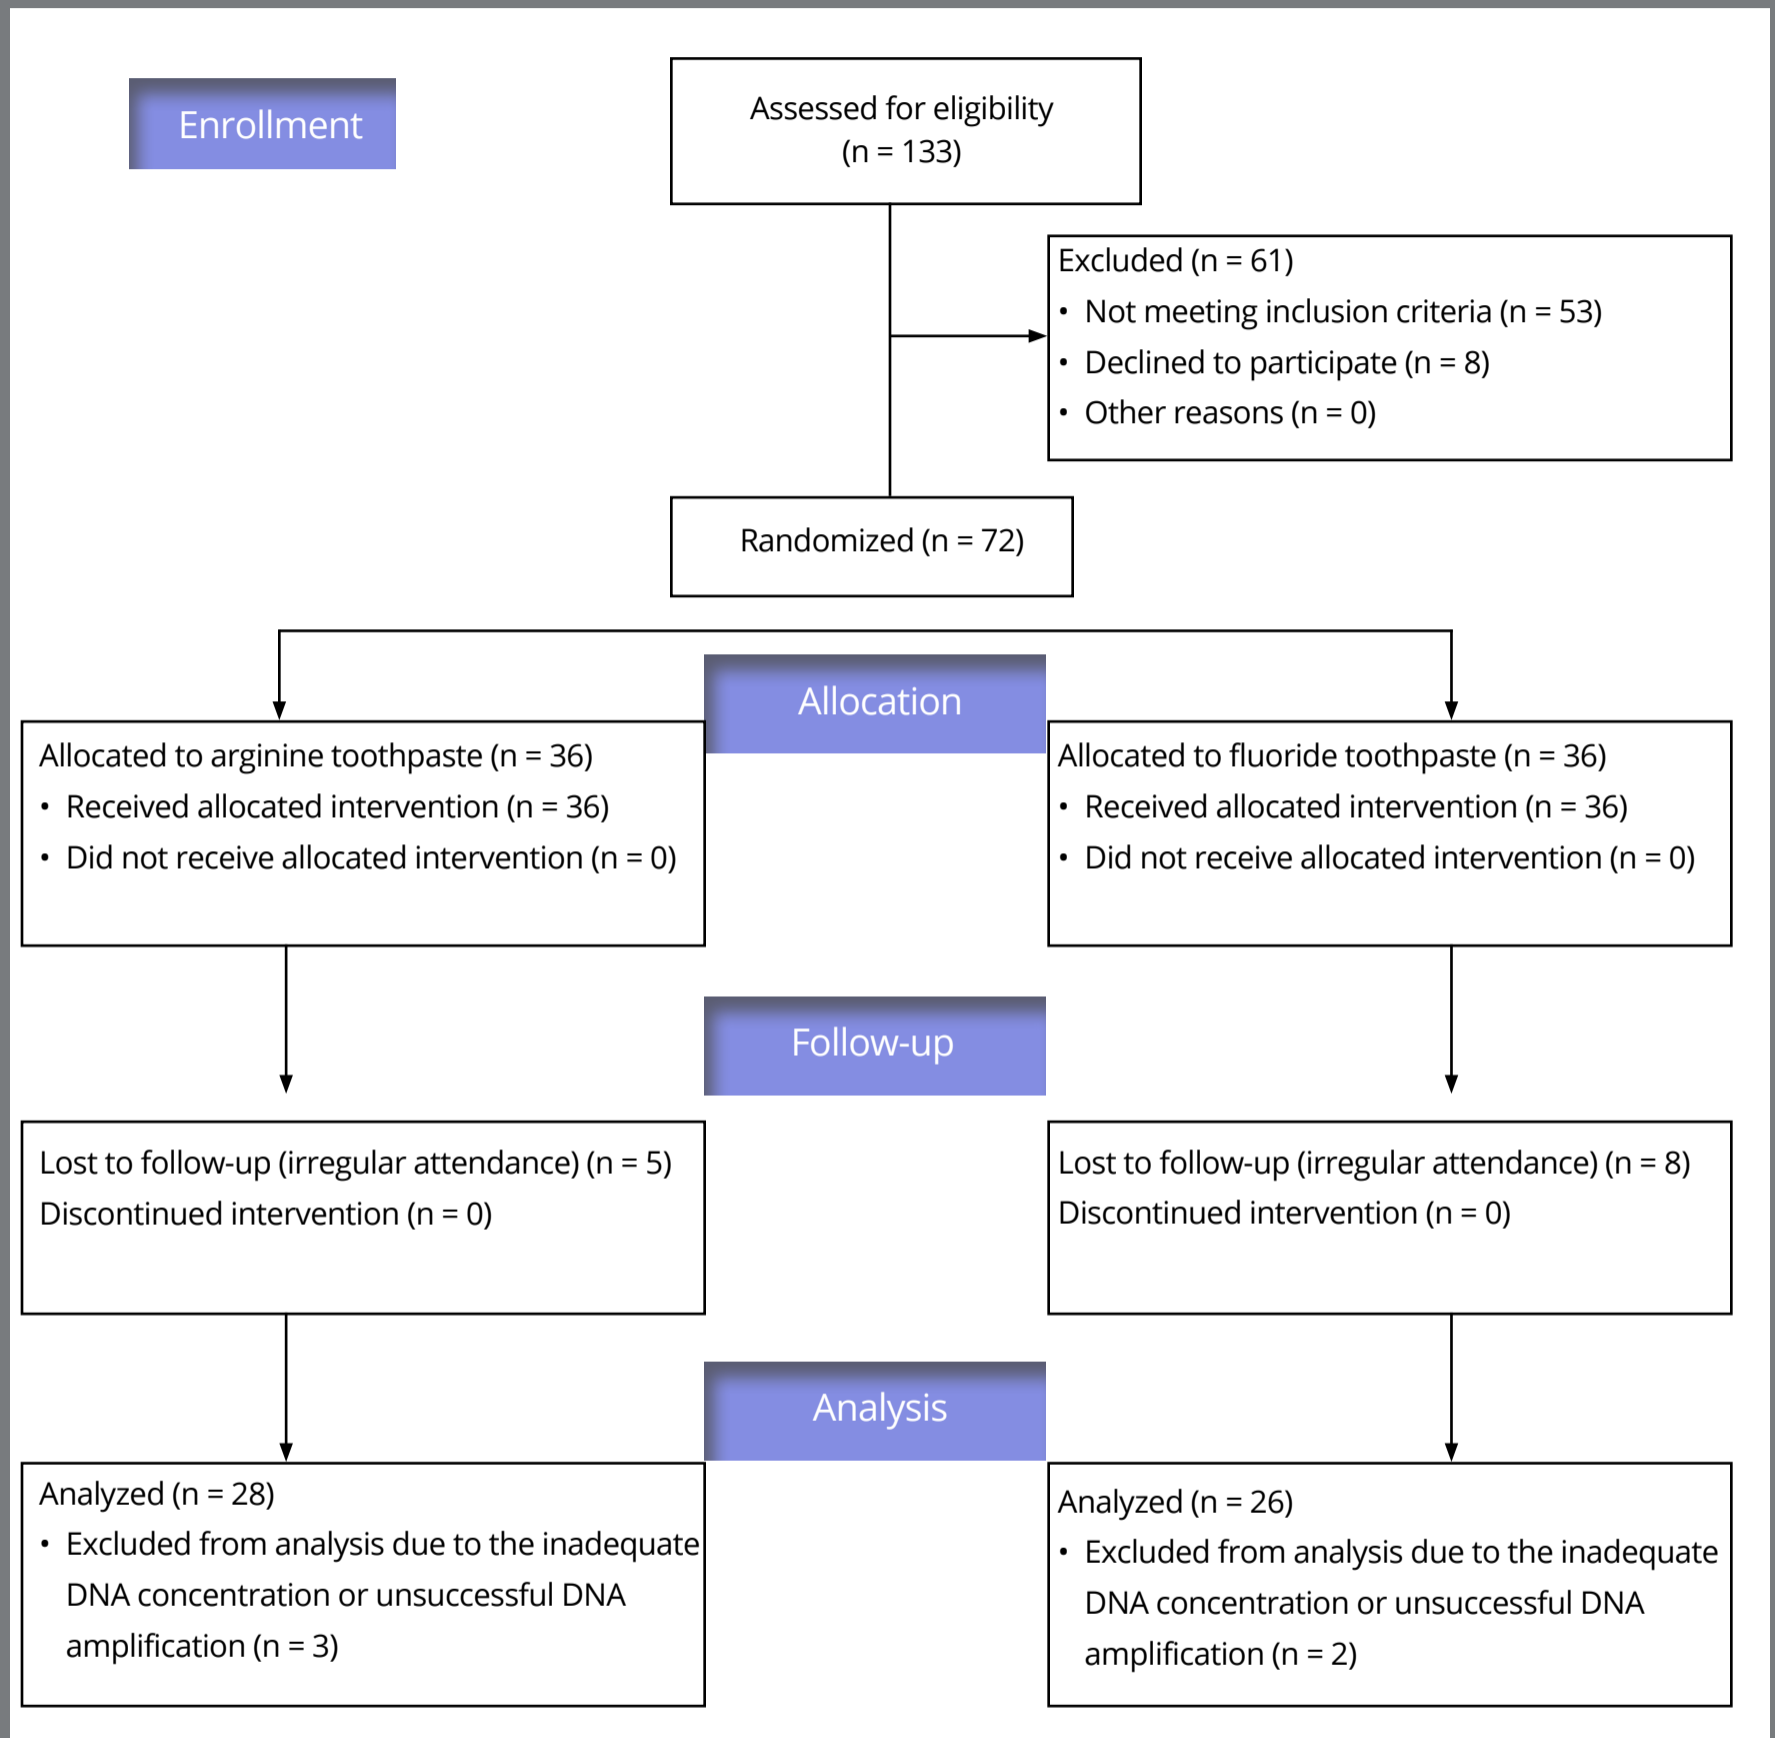 Enrollment
Assessed for eligibility
(n = 133)
Excluded (n = 61)
• Not meeting inclusion criteria (n = 53)
• Declined to participate (n = 8)
• Other reasons (n = 0)
Randomized (n = 72)
Allocation
Allocated to arginine toothpaste (n = 36)
• Received allocated intervention (n = 36)
• Did not receive allocated intervention (n = 0)
Allocated to fluoride toothpaste (n = 36)
• Received allocated intervention (n = 36)
• Did not receive allocated intervention (n = 0)
Follow-up
Lost to follow-up (irregular attendance) (n = 5)
Discontinued intervention (n = 0)
Lost to follow-up (irregular attendance) (n = 8)
Discontinued intervention (n = 0)
Analysis
Analyzed (n = 28)
• Excluded from analysis due to the inadequate
DNA concentration or unsuccessful DNA
amplification (n = 3)
Analyzed (n = 26)
• Excluded from analysis due to the inadequate
DNA concentration or unsuccessful DNA
amplification (n = 2)